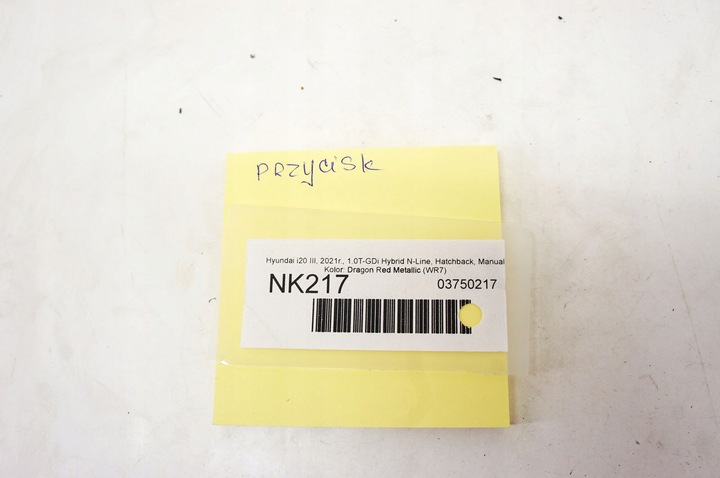 PRZYCISK
Hyundai i20 III, 2021r., 1.0T-GDi Hybrid N-Line, Hatchback, Manual
Kolor: Dragon Red Metallic (WR7)
NK217 03750217